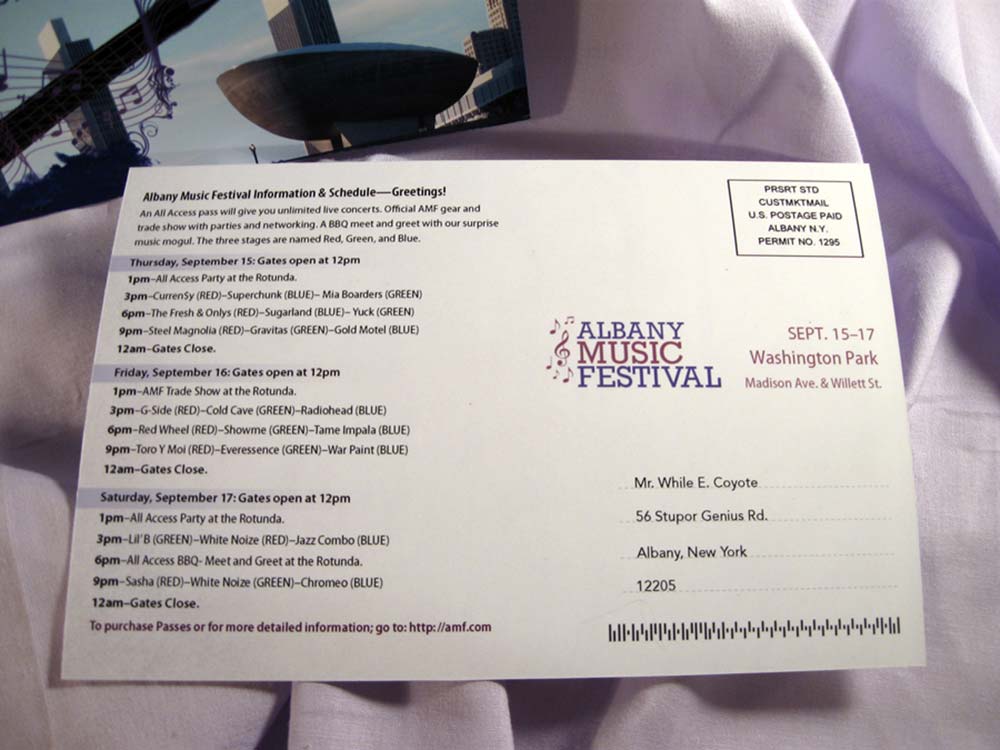 Albany Music Festival Information & Schedule—Greetings!
An All Access pass will give you unlimited live concerts. Official AMF gear and
trade show with parties and networking. A BBQ meet and greet with our surprise
music mogul. The three stages are named Red, Green, and Blue.
Thursday, September 15: Gates open at 12pm
1pm–All Access Party at the Rotunda.
3pm–Curren$y (RED)–Superchunk (BLUE)– Mia Boarders (GREEN)
6pm–The Fresh & Onlys (RED)–Sugarland (BLUE)– Yuck (GREEN)
9pm–Steel Magnolia (RED)–Gravitas (GREEN)–Gold Motel (BLUE)
12am–Gates Close.
Friday, September 16: Gates open at 12pm
1pm–AMF Trade Show at the Rotunda.
3pm–G-Side (RED)–Cold Cave (GREEN)–Radiohead (BLUE)
6pm–Red Wheel (RED)–Showme (GREEN)–Tame Impala (BLUE)
9pm–Toro Y Moi (RED)–Everessence (GREEN)–War Paint (BLUE)
12am–Gates Close.
Saturday, September 17: Gates open at 12pm
1pm–All Access Party at the Rotunda.
3pm–Lil'B (GREEN)–White Noize (RED)–Jazz Combo (BLUE)
6pm–All Access BBQ- Meet and Greet at the Rotunda.
9pm–Sasha (RED)–White Noize (GREEN)–Chromeo (BLUE)
12am–Gates Close.
To purchase Passes or for more detailed information; go to: http://amf.com
PRSRT STD
CUSTMKTMAIL
U.S. POSTAGE PAID
ALBANY N.Y.
PERMIT NO. 1295
ALBANY
MUSIC
FESTIVAL
SEPT. 15–17
Washington Park
Madison Ave. & Willett St.
Mr. While E. Coyote
56 Stupor Genius Rd.
Albany, New York
12205